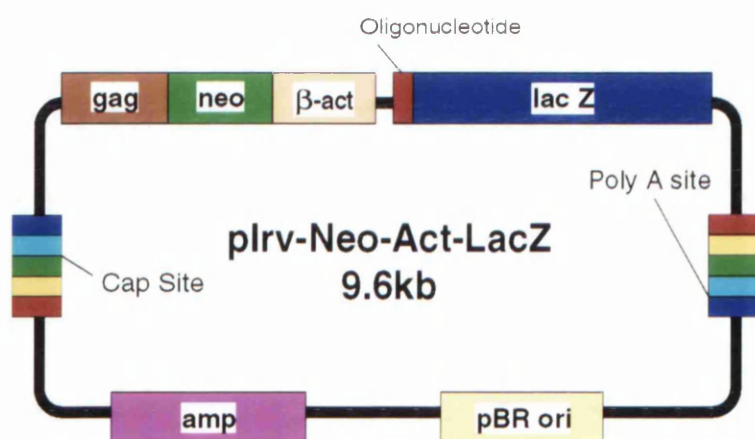 Oligonucleotide
gag neo β-act lac Z
Poly A site
pIrv-Neo-Act-LacZ
Cap Site
9.6kb
amp pBR ori